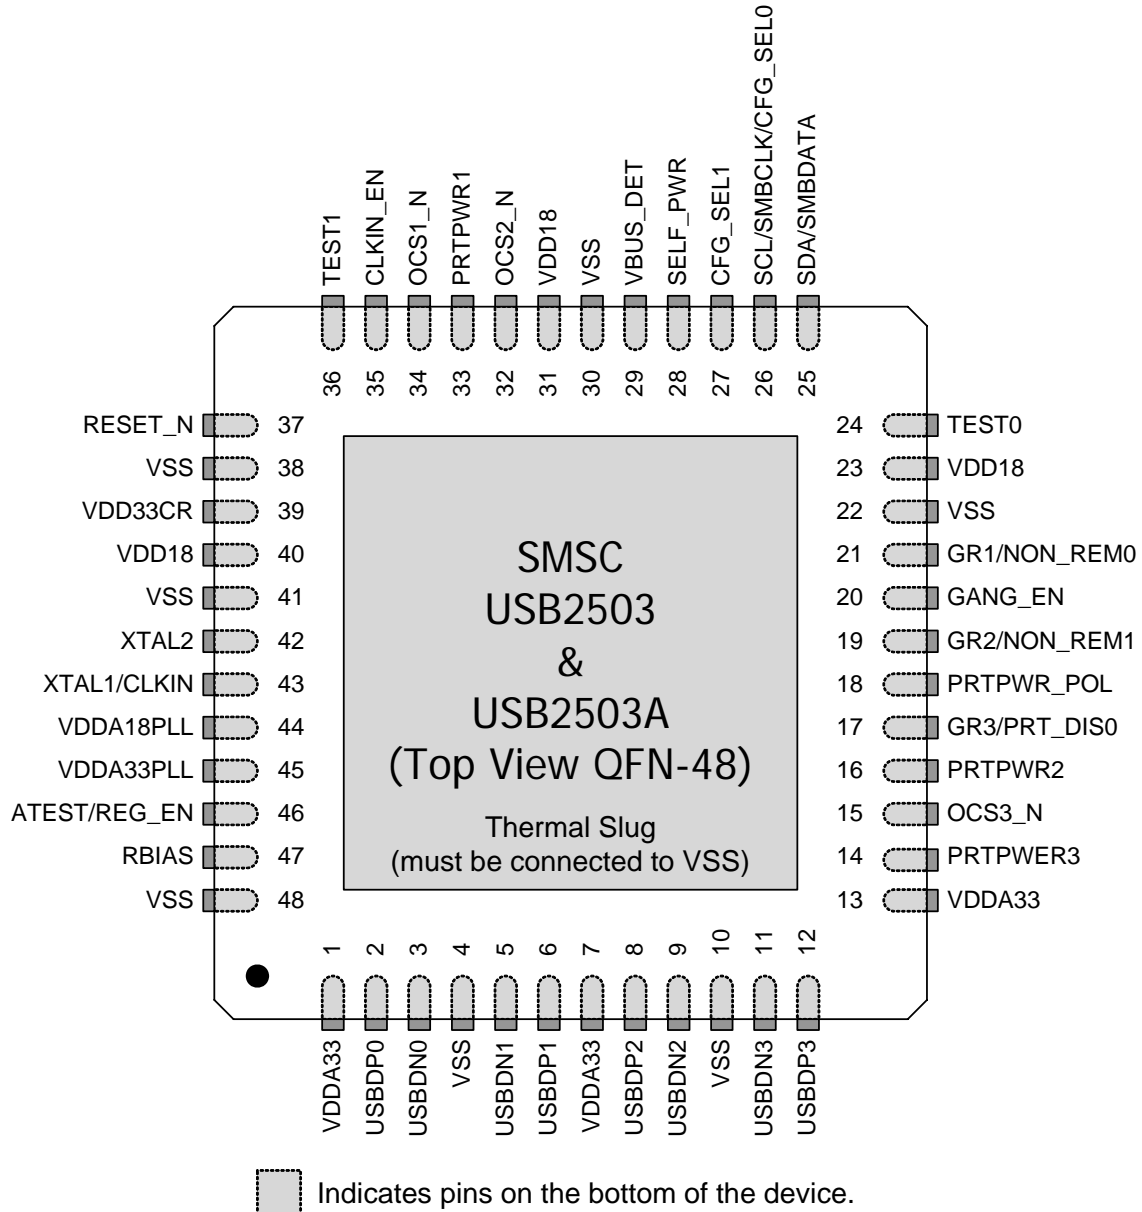 TEST1
CLKIN_EN
OCS1_N
PRTPWR1
OCS2_N
VDD18
VSS
VBUS_DET
SELF_PWR
CFG_SEL1
SCL/SMBCLK/CFG_SEL0
SDA/SMBDATA
36
35
34
33
32
31
30
29
28
27
26
25
RESET_N 37
VSS 38
VDD33CR 39
VDD18 40
VSS 41
XTAL2 42
XTAL1/CLKIN 43
VDDA18PLL 44
VDDA33PLL 45
ATEST/REG_EN 46
RBIAS 47
VSS 48
SMSC
USB2503
&
USB2503A
(Top View QFN-48)
Thermal Slug
(must be connected to VSS)
24 TEST0
23 VDD18
22 VSS
21 GR1/NON_REM0
20 GANG_EN
19 GR2/NON_REM1
18 PRTPWR_POL
17 GR3/PRT_DIS0
16 PRTPWR2
15 OCS3_N
14 PRTPWER3
13 VDDA33
1
2
3
4
5
6
7
8
9
10
11
12
VDDA33
USBDP0
USBDN0
VSS
USBDN1
USBDP1
VDDA33
USBDP2
USBDN2
VSS
USBDN3
USBDP3
Indicates pins on the bottom of the device.